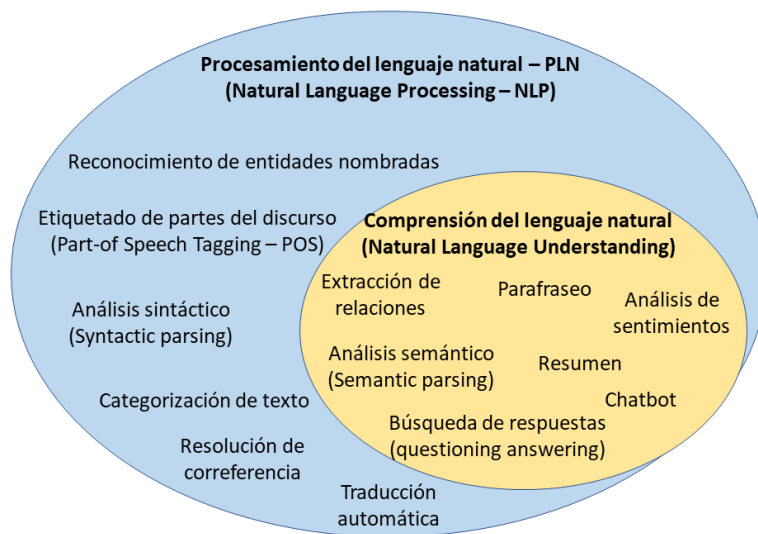 Procesamiento del lenguaje natural – PLN
(Natural Language Processing – NLP)
Reconocimiento de entidades nombradas
Etiquetado de partes del discurso
(Part-of Speech Tagging – POS)
Análisis sintáctico
(Syntactic parsing)
Categorización de texto
Resolución de
correferencia
Traducción
automática
Comprensión del lenguaje natural
(Natural Language Understanding)
Extracción de
relaciones
Parafraseo
Análisis de
sentimientos
Análisis semántico
(Semantic parsing)
Resumen
Chatbot
Búsqueda de respuestas
(questioning answering)